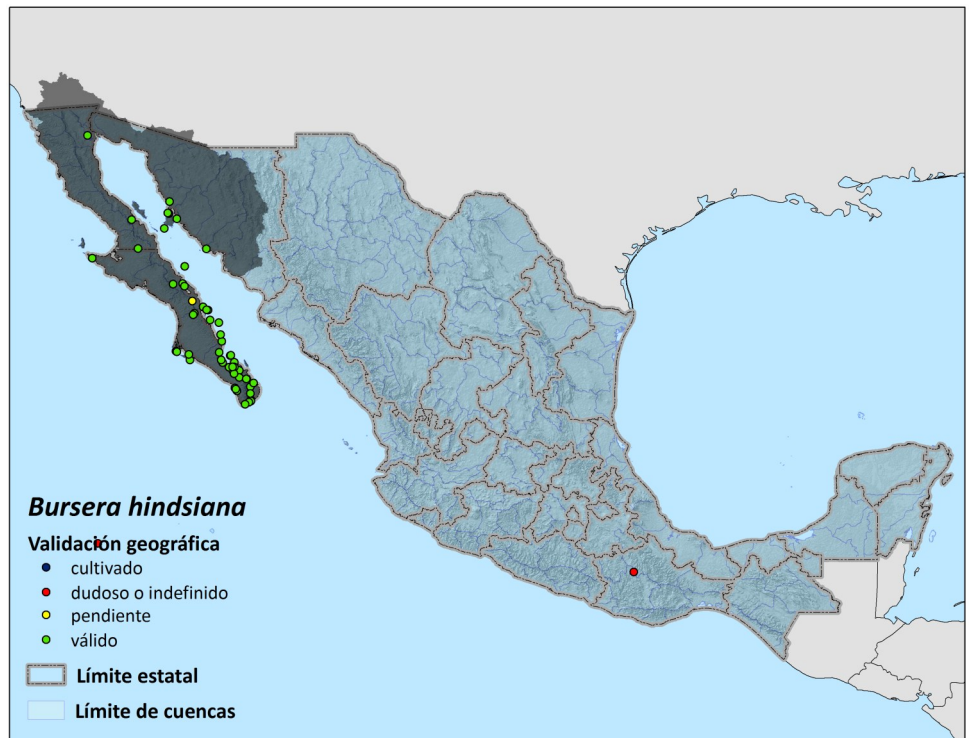 Bursera hindsiana
Validación geográfica
cultivado
dudoso o indefinido
pendiente
válido
Límite estatal
Límite de cuencas